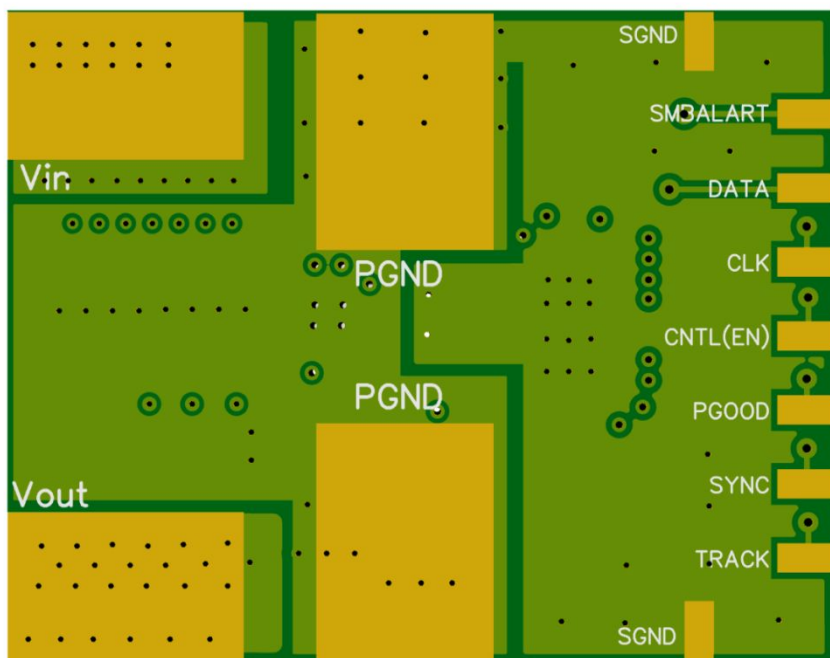 SGND
SMBALART
Vin
DATA
CLK
PGND
CNTL(EN)
PGND
PGOOD
Vout
SYNC
TRACK
SGND